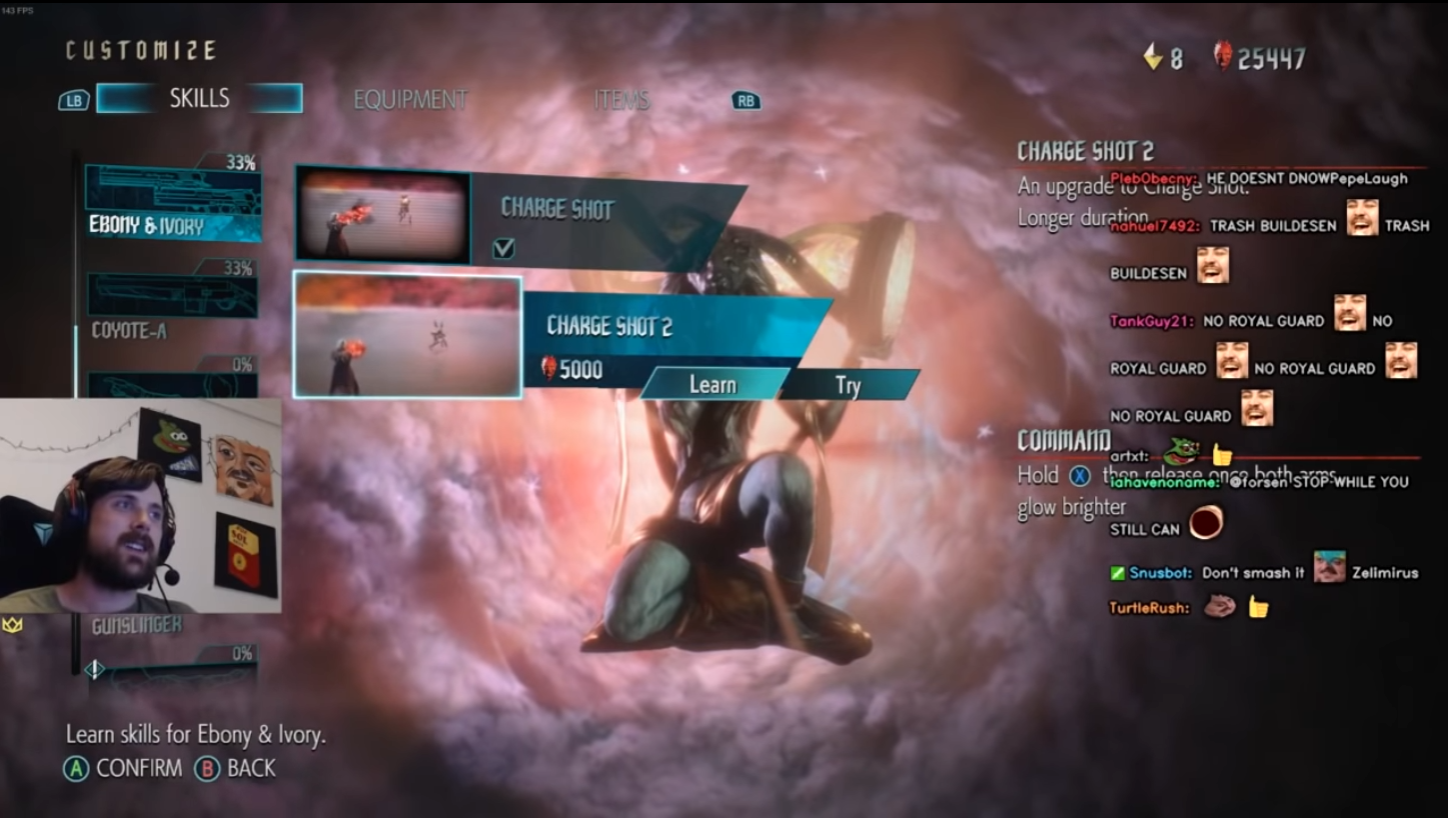 143 FPS
CUSTOMIZE
8 25447
LB SKILLS EQUIPMENT ITEMS RB
33%
EBONY & IVORY
33%
COYOTE-A
0%
CHARGE SHOT
CHARGE SHOT 2
5000
Learn Try
CHARGE SHOT 2
An upgrade to Charge Shot.
Longer duration
COMMAND
Hold X then release once both arms
glow brighter
PlebObecny: HE DOESNT DNOWPepeLaugh
nahuel7492: TRASH BUILDESEN TRASH
BUILDESEN
TankGuy21: NO ROYAL GUARD NO
ROYAL GUARD NO ROYAL GUARD
NO ROYAL GUARD
artxt:
iahavenoname: @forsen STOP WHILE YOU
STILL CAN
Snusbot: Don't smash it Zelimirus
TurtleRush:
GUNSLINGER
0%
Learn skills for Ebony & Ivory.
A CONFIRM B BACK